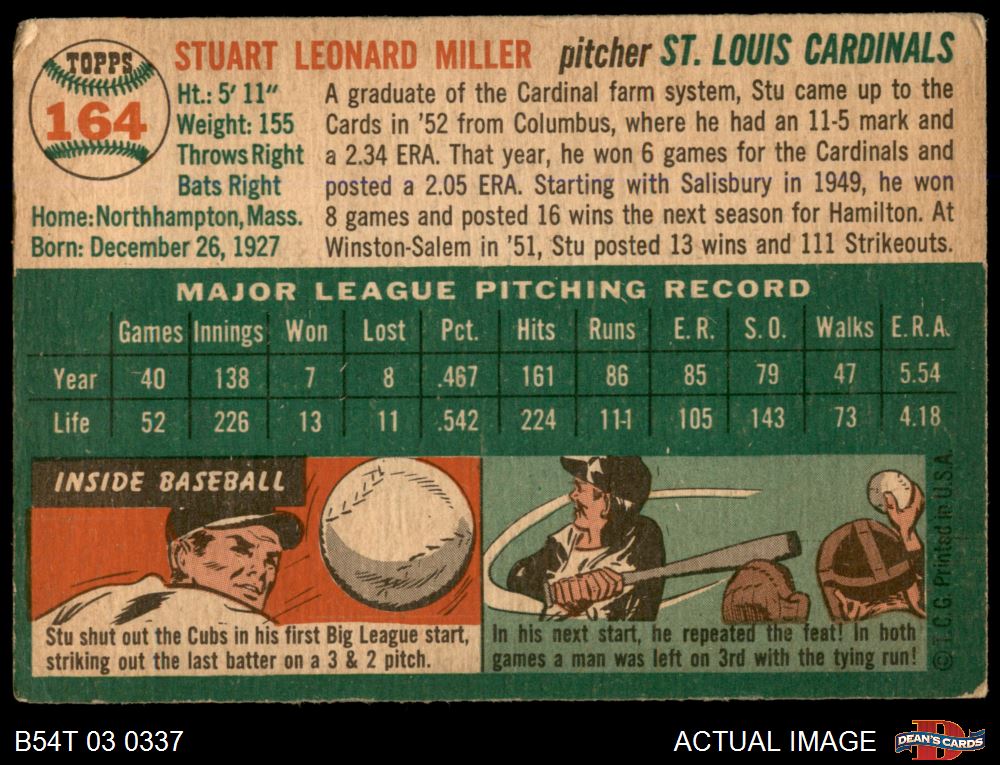 TOPPS
164
STUART LEONARD MILLER pitcher ST. LOUIS CARDINALS
Ht.: 5' 11"
Weight: 155
Throws Right
Bats Right
Home: Northhampton, Mass.
Born: December 26, 1927
A graduate of the Cardinal farm system, Stu came up to the
Cards in '52 from Columbus, where he had an 11-5 mark and
a 2.34 ERA. That year, he won 6 games for the Cardinals and
posted a 2.05 ERA. Starting with Salisbury in 1949, he won
8 games and posted 16 wins the next season for Hamilton. At
Winston-Salem in '51, Stu posted 13 wins and 111 Strikeouts.
MAJOR LEAGUE PITCHING RECORD
Games Innings Won Lost Pct. Hits Runs E.R. S.O. Walks E.R.A.
Year 40 138 7 8 .467 161 86 85 79 47 5.54
Life 52 226 13 11 .542 224 111 105 143 73 4.18
INSIDE BASEBALL
Stu shut out the Cubs in his first Big League start,
striking out the last batter on a 3 & 2 pitch.
In his next start, he repeated the feat! In both
games a man was left on 3rd with the tying run!
© T. C. G. Printed in U.S.A.
B54T 03 0337
ACTUAL IMAGE
DEAN'S CARDS